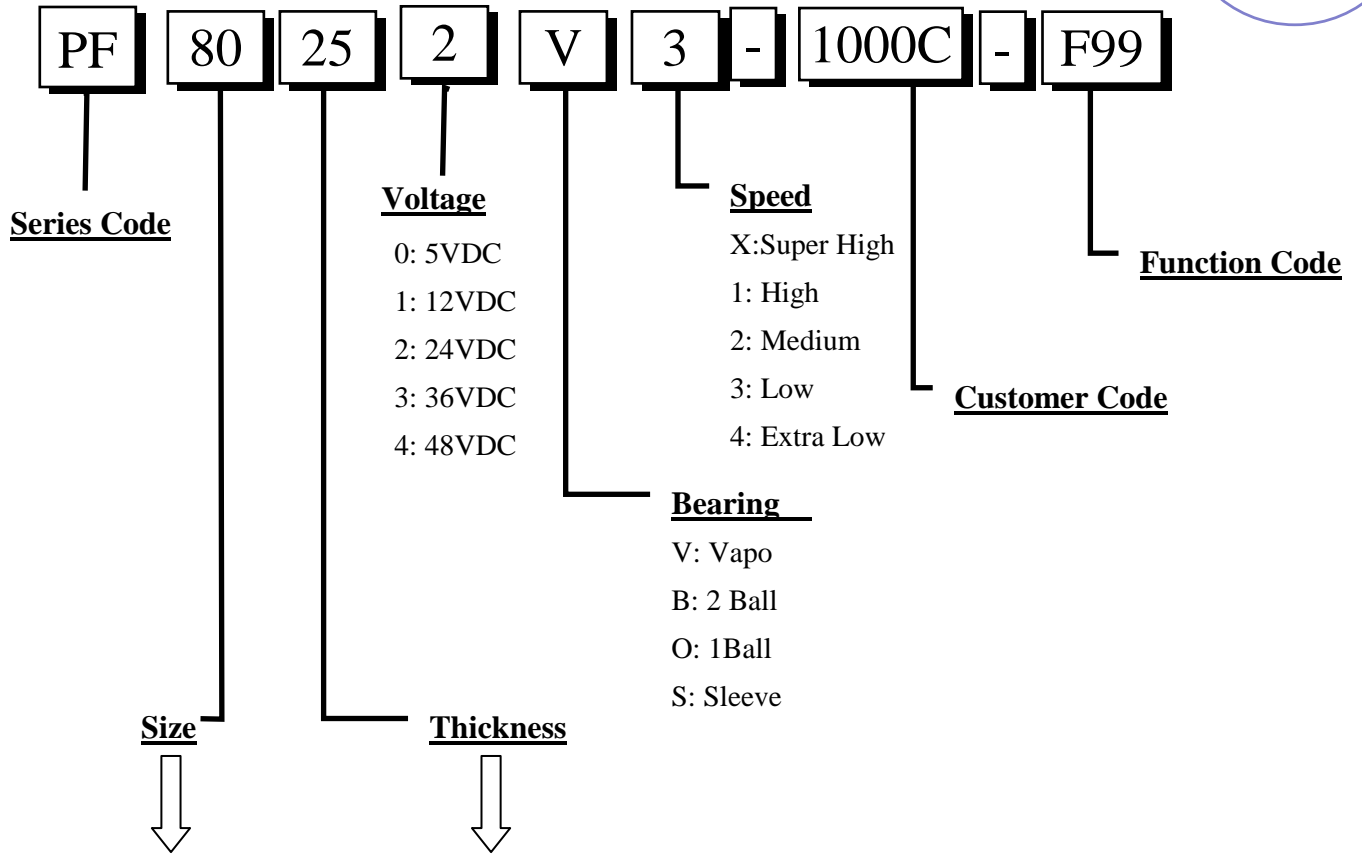 PF 80 25 2 V 3 - 1000C - F99
Series Code
Voltage
0: 5VDC
1: 12VDC
2: 24VDC
3: 36VDC
4: 48VDC
Speed
X:Super High
1: High
2: Medium
3: Low
4: Extra Low
Function Code
Customer Code
Bearing
V: Vapo
B: 2 Ball
O: 1Ball
S: Sleeve
Size
Thickness